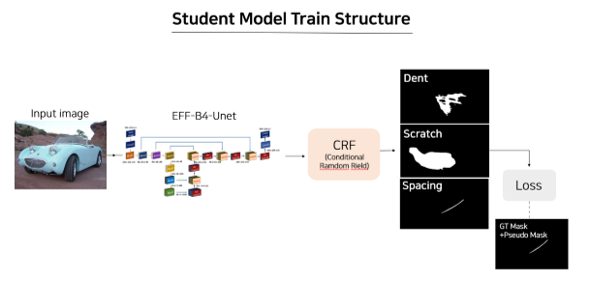 Student Model Train Structure
Input image
EFF-B4-Unet
CRF
(Conditional
Ramdom Rield)
Dent
Scratch
Spacing
Loss
GT Mask
+Pseudo Mask